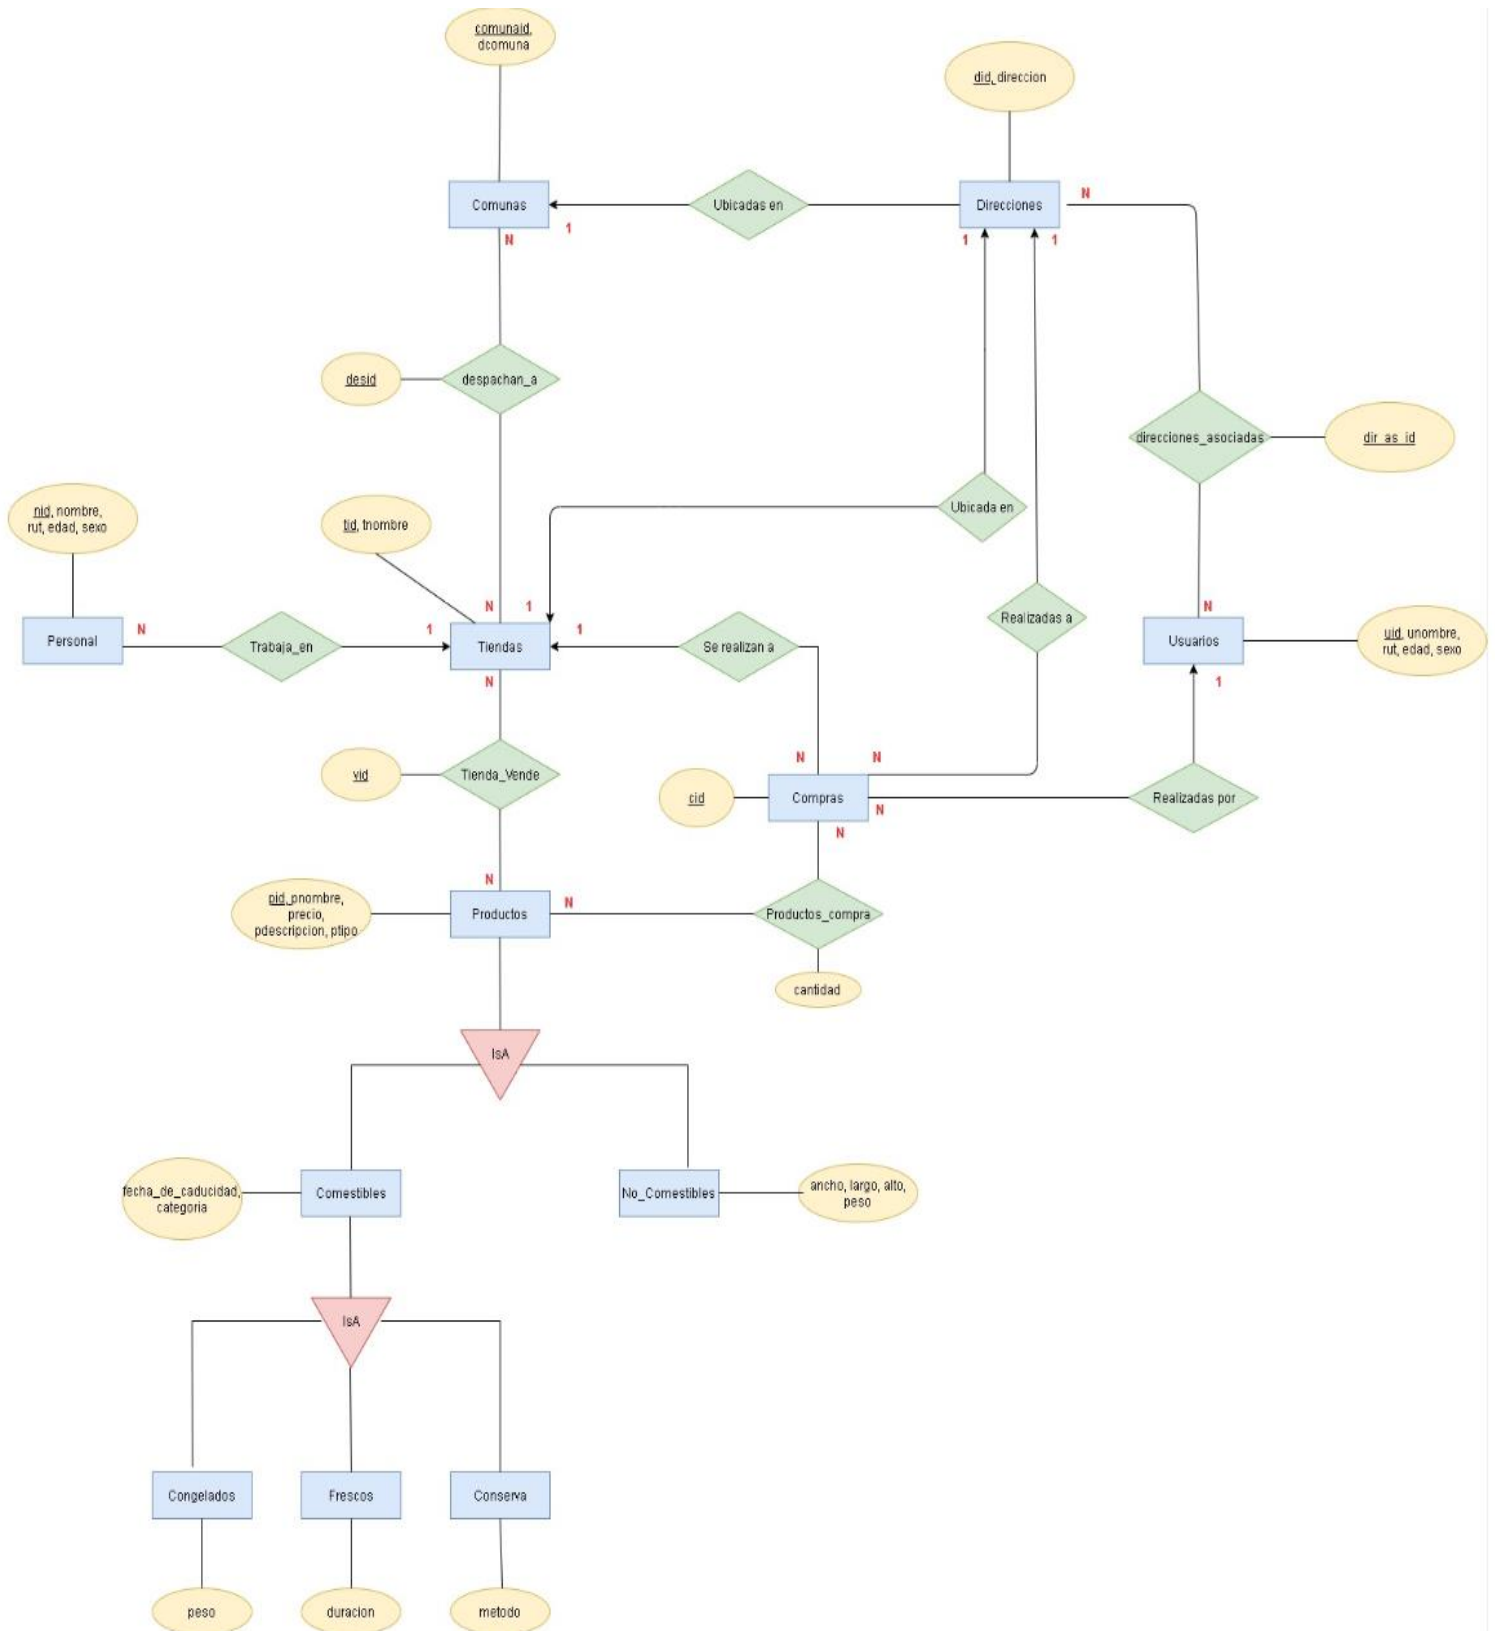 comunaid,
dcomuna
did, direccion
Comunas
Ubicadas en
Direcciones
N
1
N
1
1
desid
despachan_a
direcciones_asociadas
dir_as_id
nid, nombre,
rut, edad, sexo
tid, tnombre
Ubicada en
Personal
N
Trabaja_en
1
N
1
Tiendas
1
Se realizan a
Realizadas a
N
Usuarios
uid, unombre,
rut, edad, sexo
N
1
vid
Tienda_Vende
N
N
cid
Compras
N
Realizadas por
N
N
pid, pnombre,
precio,
pdescripcion, ptipo
Productos
N
Productos_compra
cantidad
IsA
fecha_de_caducidad,
categoria
Comestibles
No_Comestibles
ancho, largo, alto,
peso
IsA
Congelados
Frescos
Conserva
peso
duracion
metodo